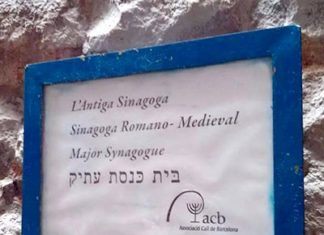 L'Antiga Sinagoga
Sinagoga Romano-Medieval
Major Synagogue
בית כנסת עתיק
acb
Associació Call de Barcelona